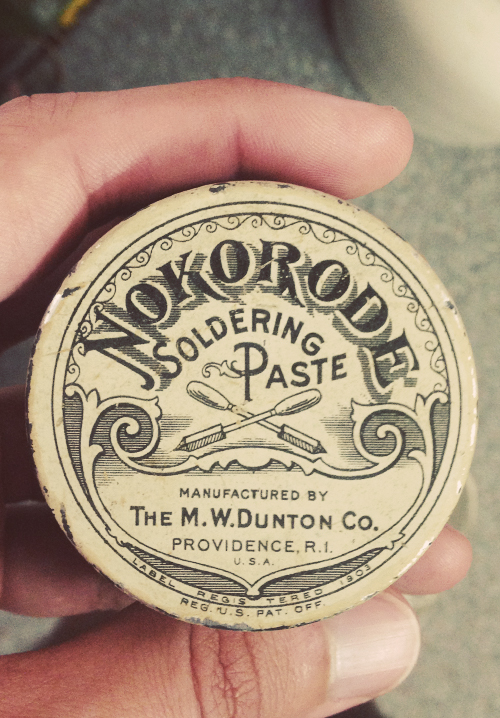 NOKORODE
SOLDERING
PASTE
MANUFACTURED BY
THE M.W. DUNTON CO.
PROVIDENCE, R.I.
U.S.A.
LABEL REGISTERED 1903
REG. U.S. PAT. OFF.